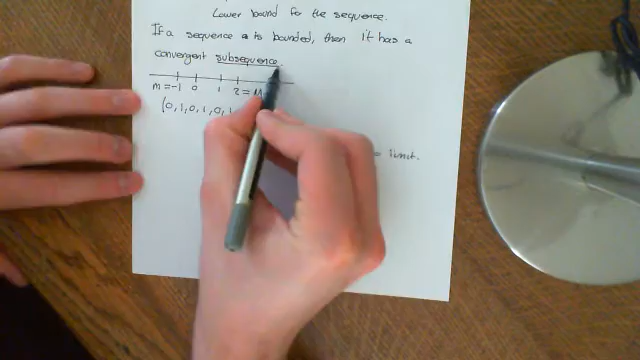 Lower bound for the sequence.
If a sequence a is bounded, then it has a
convergent subsequence.
m=-1 0 1 2=M
(0,1,0,1,0,1
= limit.